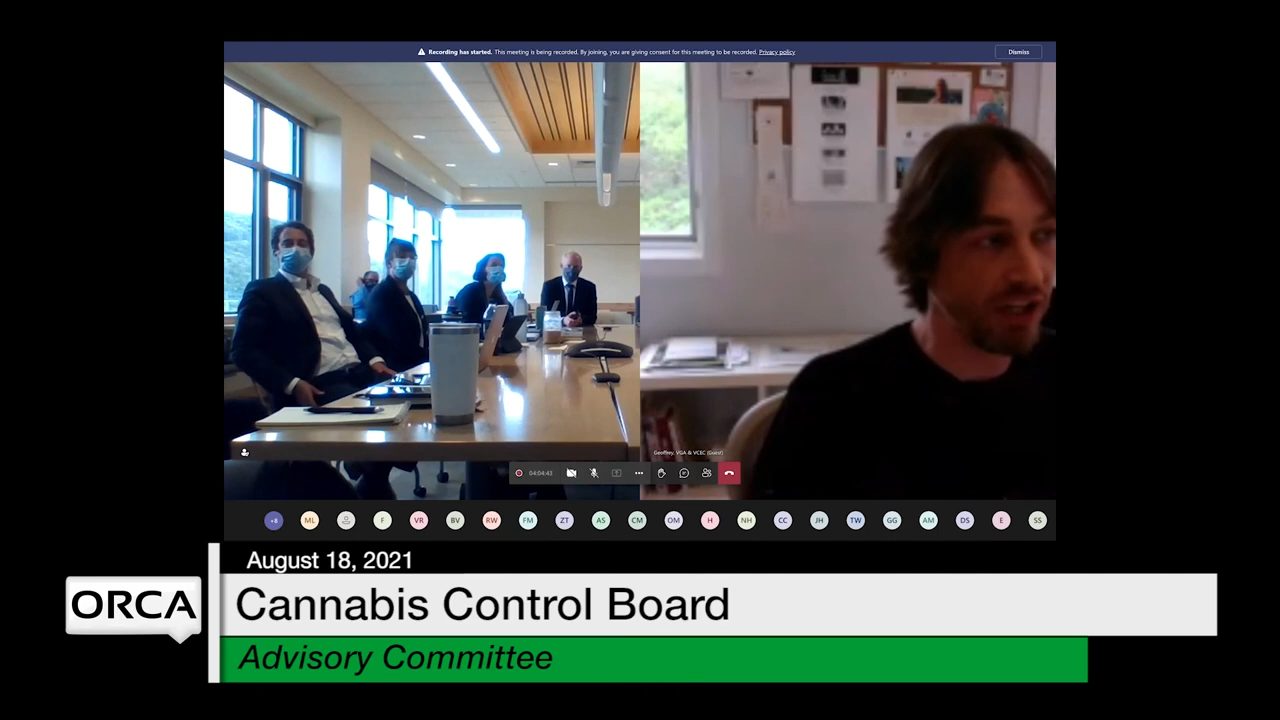 Recording has started. This meeting is being recorded. By joining, you are giving consent for this meeting to be recorded. Privacy policy
Dismiss
Geoffrey, VGA & VCEC (Guest)
04:04:43
+8 ML F VR BV RW FM ZT AS CM OM H NH CC JH TW GG AM DS E SS
August 18, 2021
ORCA
Cannabis Control Board
Advisory Committee